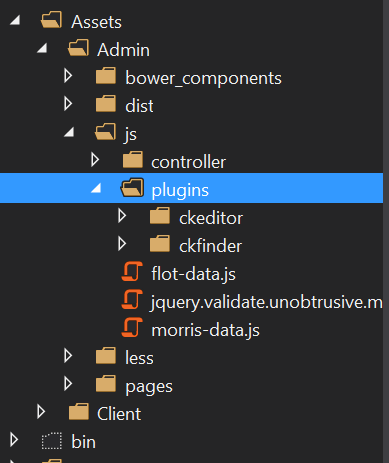 Assets
Admin
bower_components
dist
js
controller
plugins
ckeditor
ckfinder
flot-data.js
jquery.validate.unobtrusive.m
morris-data.js
less
pages
Client
bin